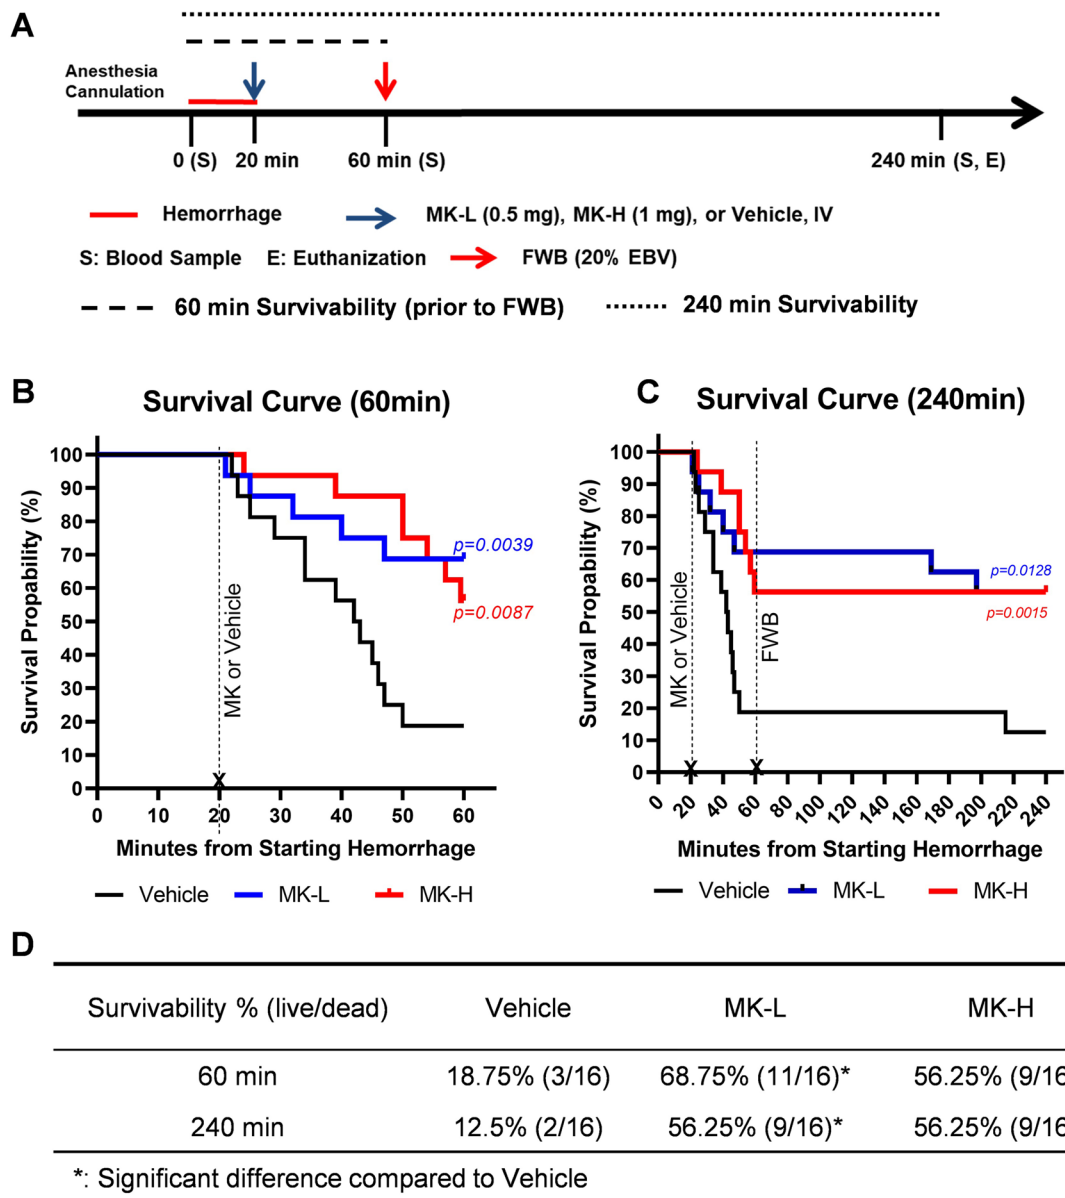 A
Anesthesia
Cannulation
0 (S) 20 min 60 min (S) 240 min (S, E)
Hemorrhage MK-L (0.5 mg), MK-H (1 mg), or Vehicle, IV
S: Blood Sample E: Euthanization FWB (20% EBV)
60 min Survivability (prior to FWB) 240 min Survivability
B
Survival Curve (60min)
Survival Propability (%)
100
90
80
70
60
50
40
30
20
10
0
MK or Vehicle
X
p=0.0039
p=0.0087
0 10 20 30 40 50 60
Minutes from Starting Hemorrhage
Vehicle MK-L MK-H
C
Survival Curve (240min)
Survival Propability (%)
100
90
80
70
60
50
40
30
20
10
0
MK or Vehicle
X
FWB
X
p=0.0128
p=0.0015
0 20 40 60 80 100 120 140 160 180 200 220 240
Minutes from Starting Hemorrhage
Vehicle MK-L MK-H
D
Survivability % (live/dead) Vehicle MK-L MK-H
60 min 18.75% (3/16) 68.75% (11/16)* 56.25% (9/16
240 min 12.5% (2/16) 56.25% (9/16)* 56.25% (9/16
*: Significant difference compared to Vehicle